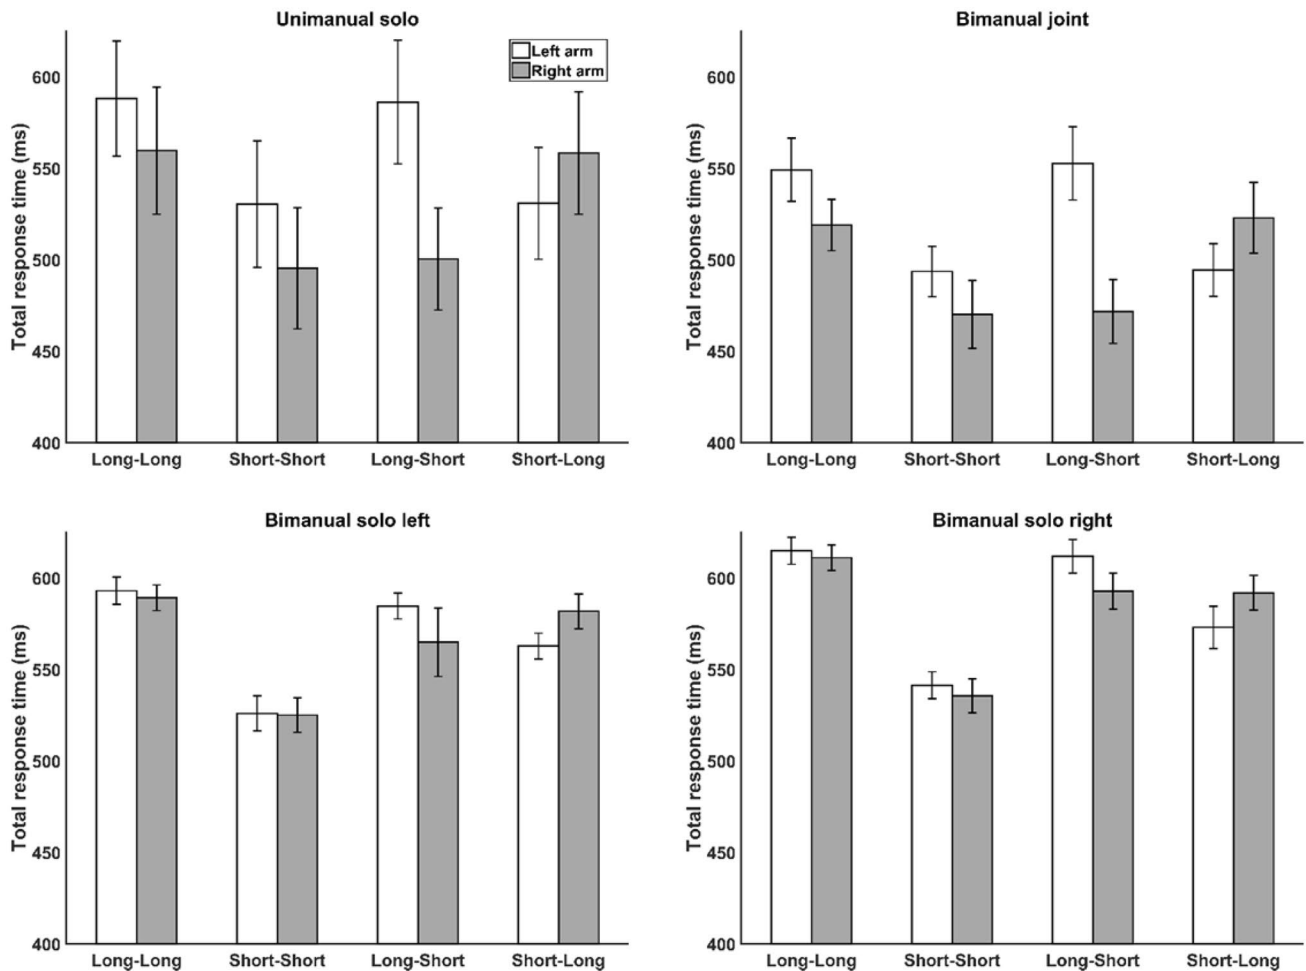 Unimanual solo
Total response time (ms)
600
550
500
450
400
Left arm
Right arm
Long-Long Short-Short Long-Short Short-Long
Bimanual joint
Total response time (ms)
600
550
500
450
400
Long-Long Short-Short Long-Short Short-Long
Bimanual solo left
Total response time (ms)
600
550
500
450
400
Long-Long Short-Short Long-Short Short-Long
Bimanual solo right
Total response time (ms)
600
550
500
450
400
Long-Long Short-Short Long-Short Short-Long